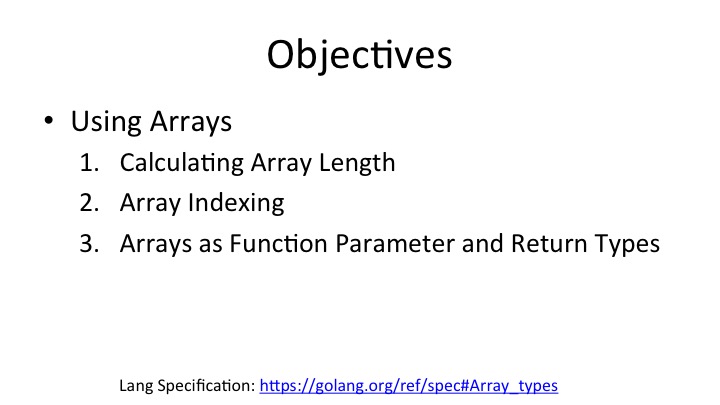 Objectives
• Using Arrays
1. Calculating Array Length
2. Array Indexing
3. Arrays as Function Parameter and Return Types
Lang Specification: https://golang.org/ref/spec#Array_types